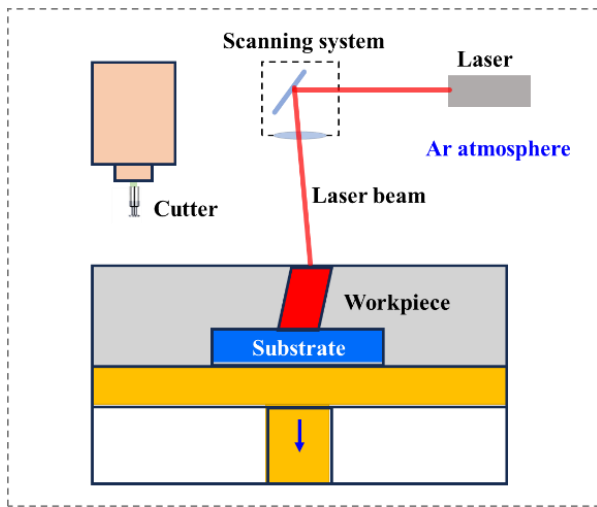 Scanning system
Laser
Ar atmosphere
Laser beam
Cutter
Workpiece
Substrate